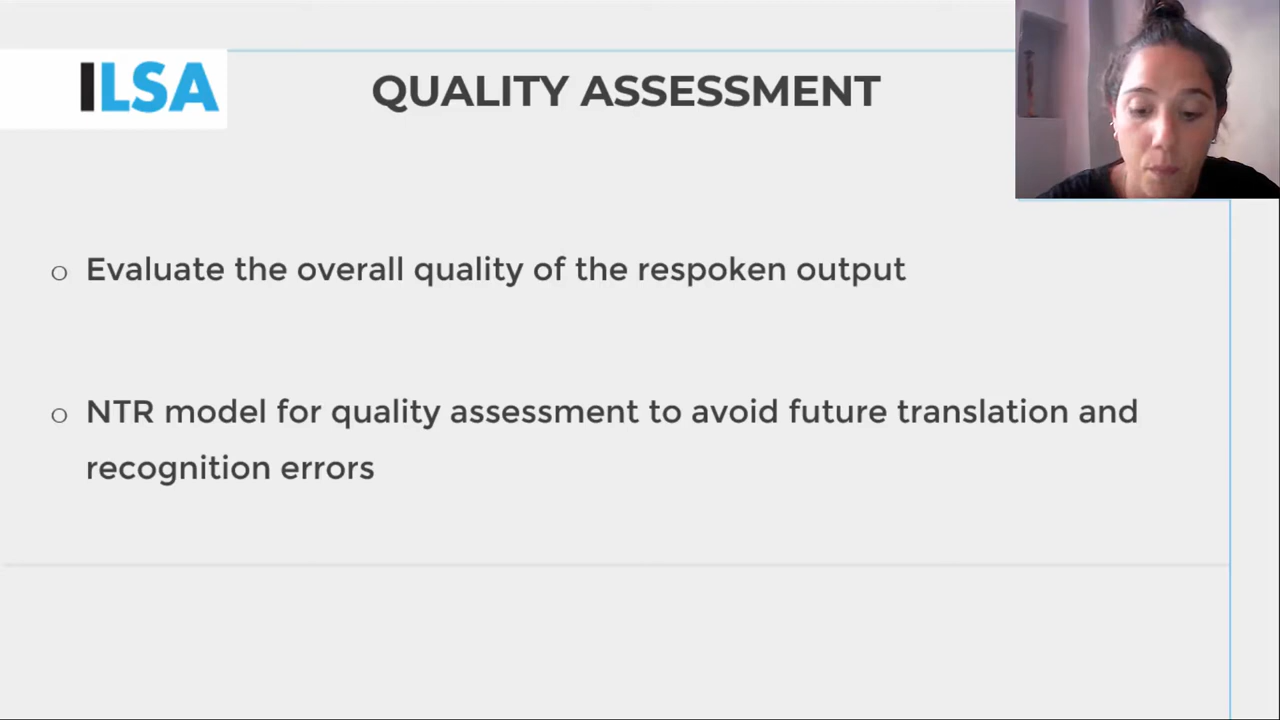 ILSA
QUALITY ASSESSMENT
o Evaluate the overall quality of the respoken output
o NTR model for quality assessment to avoid future translation and
recognition errors